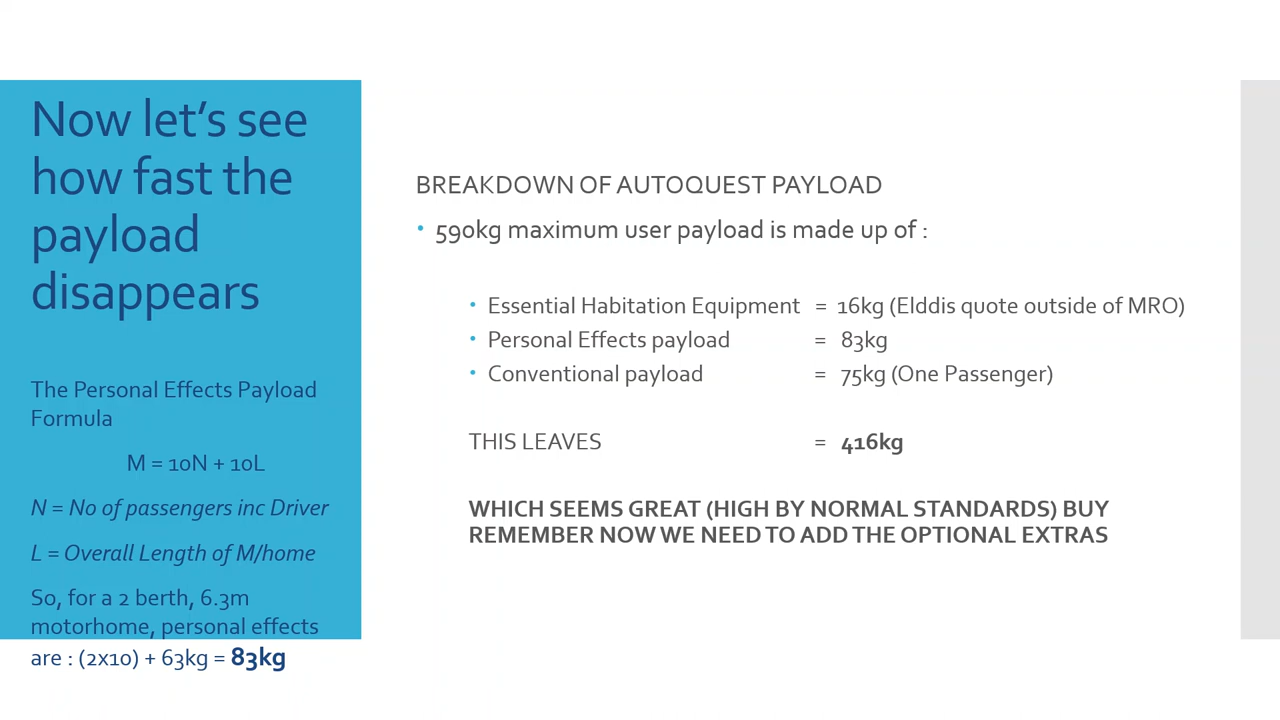 Now let's see
how fast the
payload
disappears
The Personal Effects Payload
Formula
M = 10N + 10L
N = No of passengers inc Driver
L = Overall Length of M/home
So, for a 2 berth, 6.3m
motorhome, personal effects
are : (2x10) + 63kg = 83kg
BREAKDOWN OF AUTOQUEST PAYLOAD
• 590kg maximum user payload is made up of :
• Essential Habitation Equipment = 16kg (Elddis quote outside of MRO)
• Personal Effects payload = 83kg
• Conventional payload = 75kg (One Passenger)
THIS LEAVES = 416kg
WHICH SEEMS GREAT (HIGH BY NORMAL STANDARDS) BUY
REMEMBER NOW WE NEED TO ADD THE OPTIONAL EXTRAS